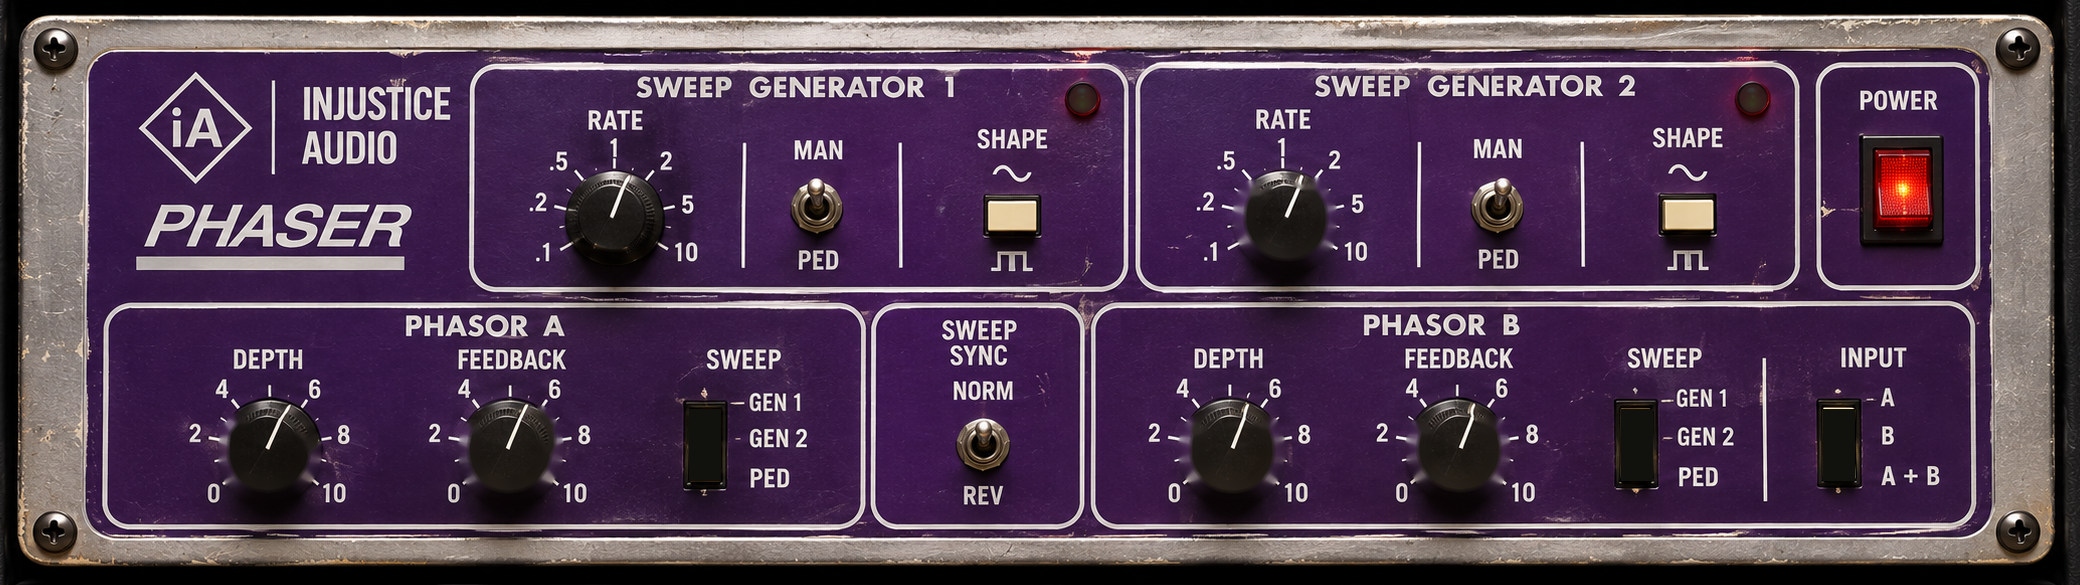 iA
INJUSTICE
AUDIO
PHASER
SWEEP GENERATOR 1
RATE
.1 .2 .5 1 2 5 10
MAN
PED
SHAPE
SWEEP GENERATOR 2
RATE
.1 .2 .5 1 2 5 10
MAN
PED
SHAPE
POWER
PHASOR A
DEPTH
0 2 4 6 8 10
FEEDBACK
0 2 4 6 8 10
SWEEP
GEN 1
GEN 2
PED
SWEEP
SYNC
NORM
REV
PHASOR B
DEPTH
0 2 4 6 8 10
FEEDBACK
0 2 4 6 8 10
SWEEP
GEN 1
GEN 2
PED
INPUT
A
B
A + B